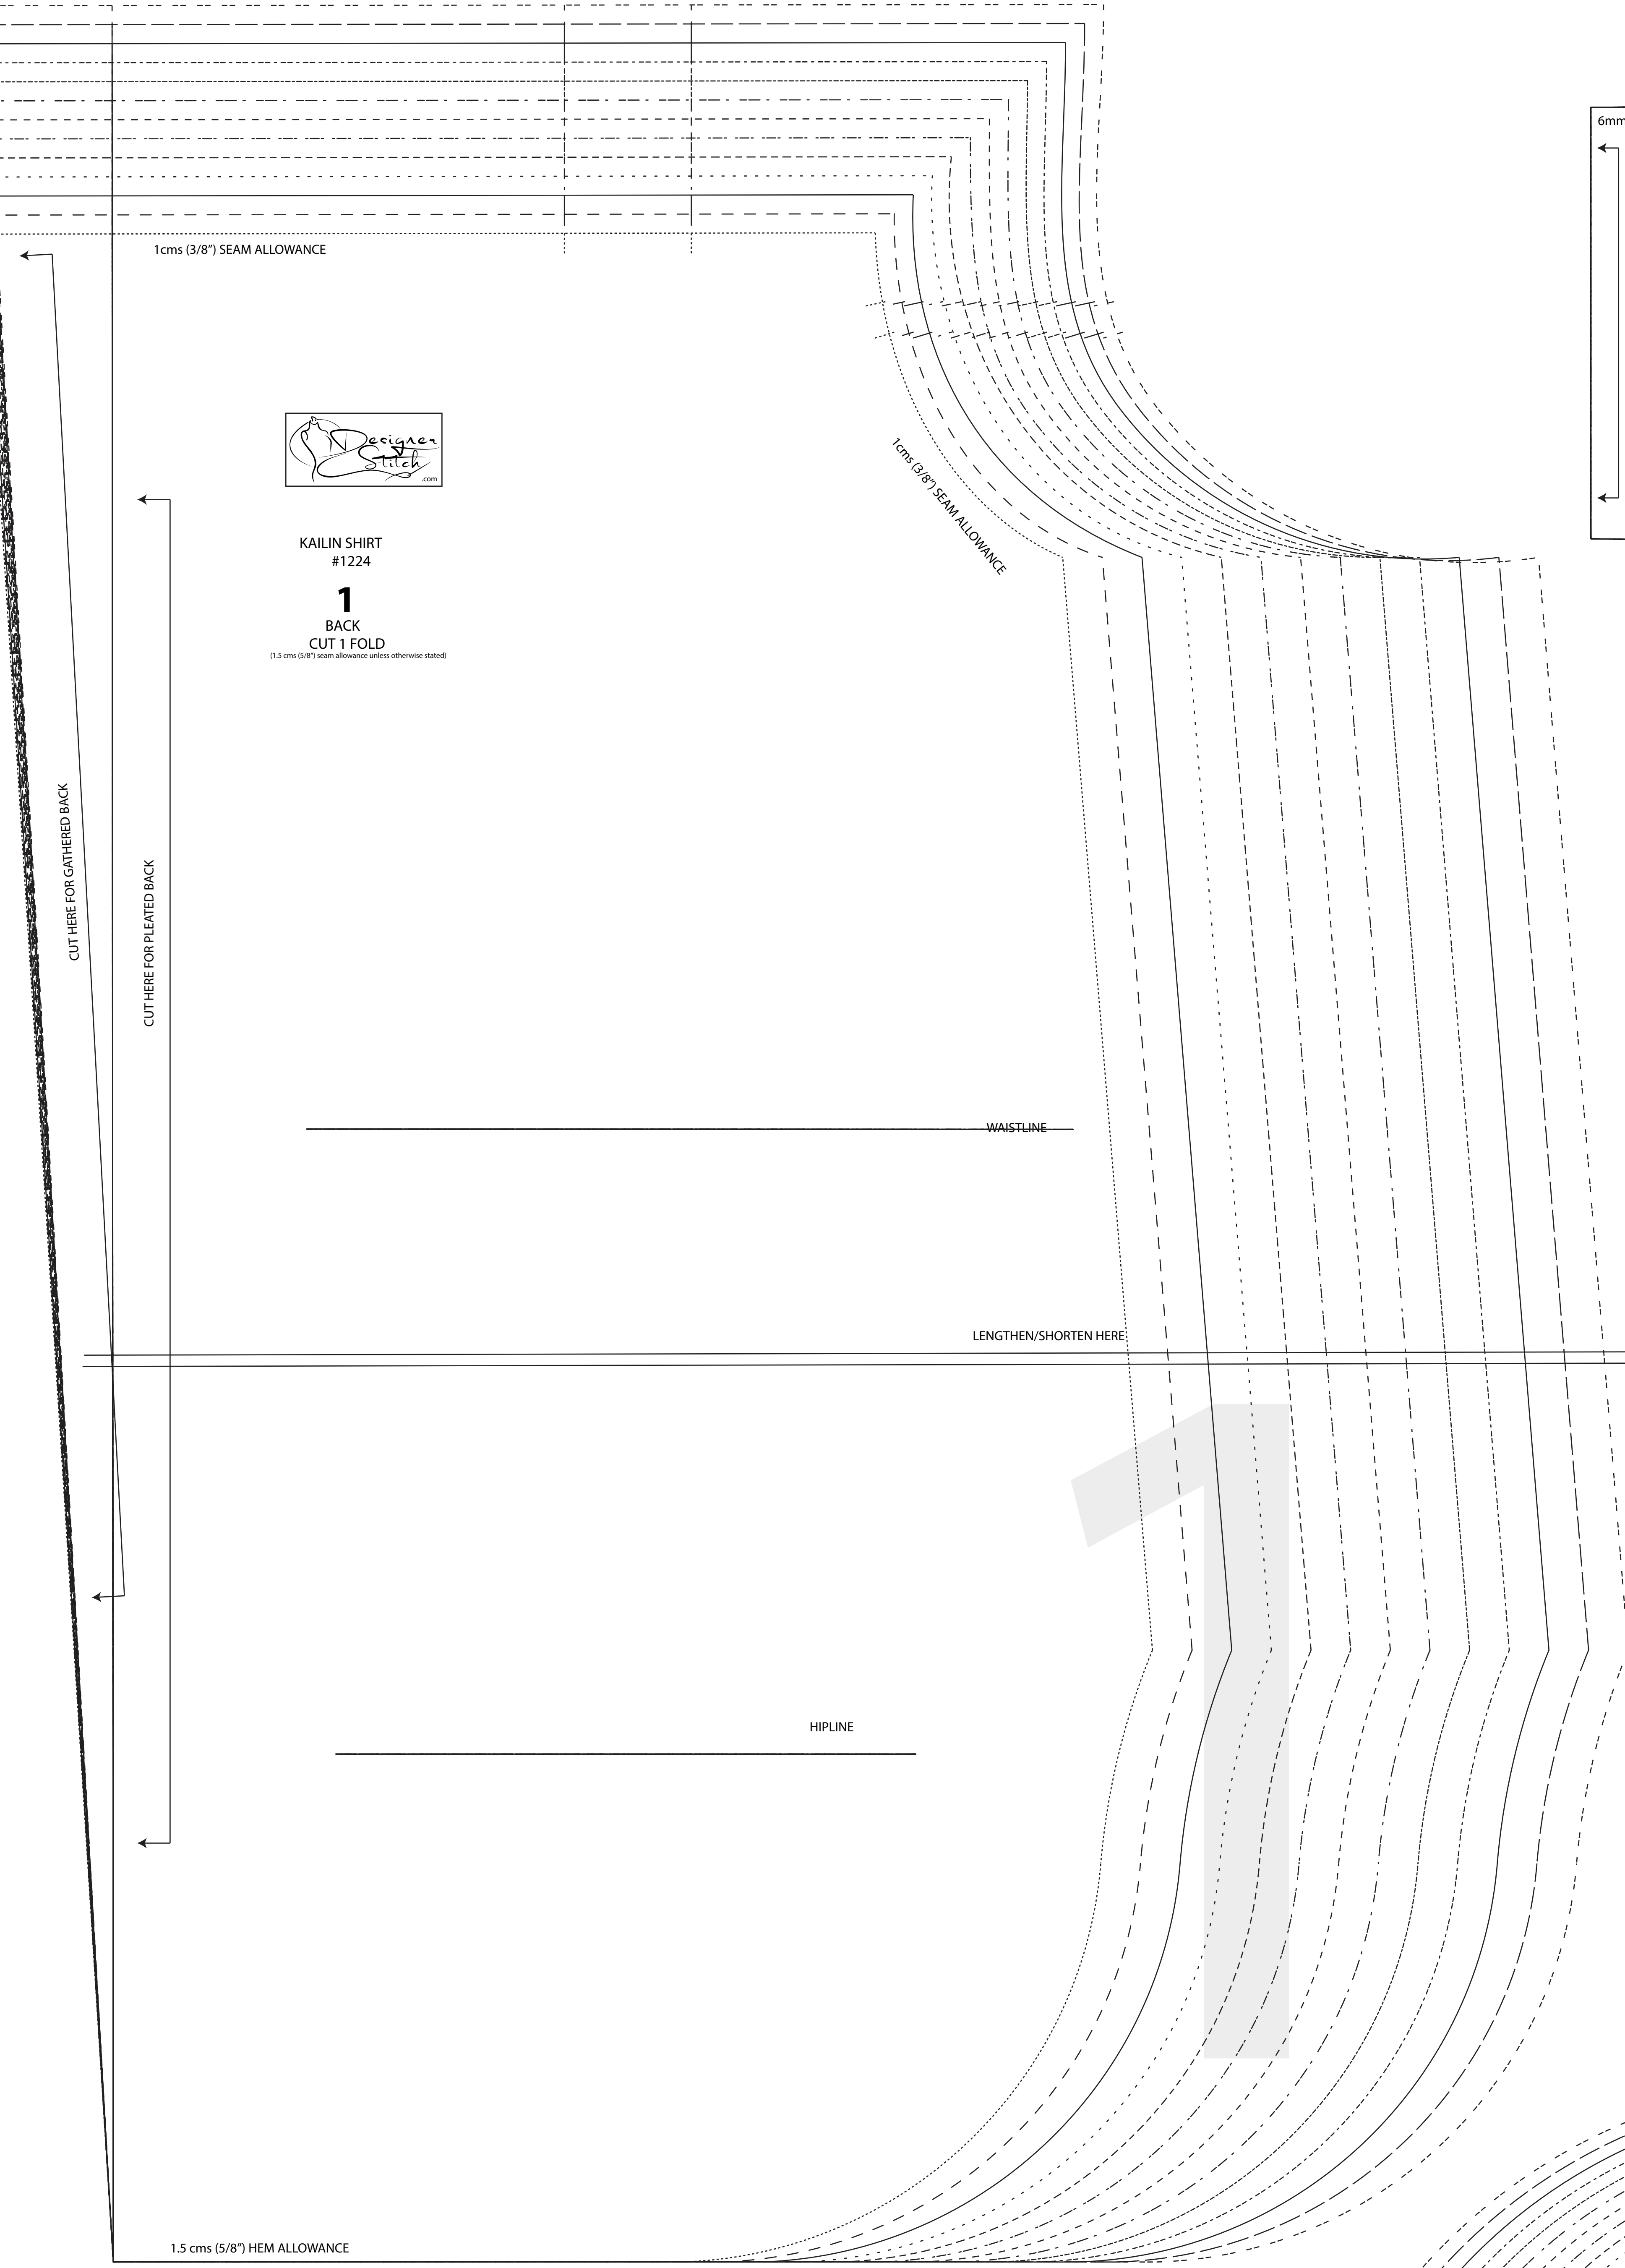 6mm
1cms (3/8”) SEAM ALLOWANCE
Designer
Stitch
.com
1cms (3/8”) SEAM ALLOWANCE
KAILIN SHIRT
#1224
1
BACK
CUT 1 FOLD
(1.5 cms (5/8”) seam allowance unless otherwise stated)
CUT HERE FOR GATHERED BACK
CUT HERE FOR PLEATED BACK
WAISTLINE
LENGTHEN/SHORTEN HERE
1
HIPLINE
1.5 cms (5/8”) HEM ALLOWANCE